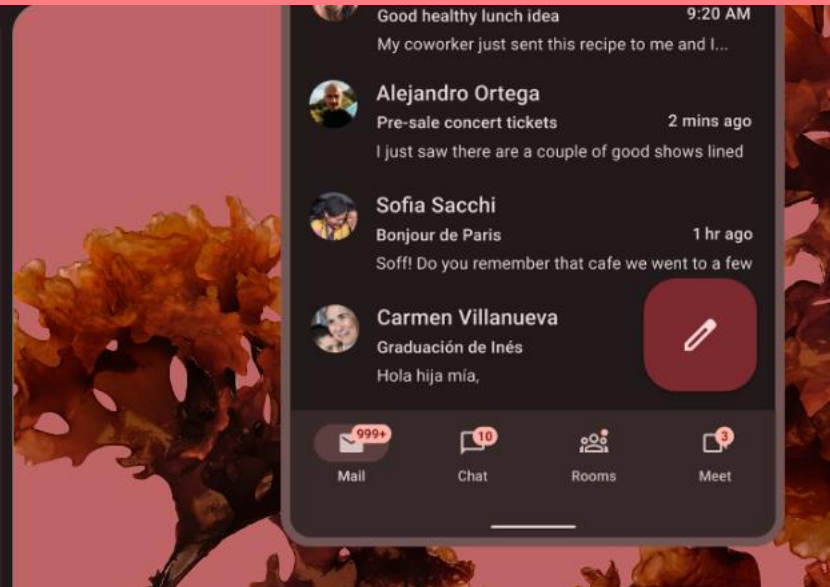 Good healthy lunch idea 9:20 AM
My coworker just sent this recipe to me and I...
Alejandro Ortega
Pre-sale concert tickets 2 mins ago
I just saw there are a couple of good shows lined
Sofia Sacchi
Bonjour de Paris 1 hr ago
Soff! Do you remember that cafe we went to a few
Carmen Villanueva
Graduación de Inés
Hola hija mía,
999+ 10 3
Mail Chat Rooms Meet